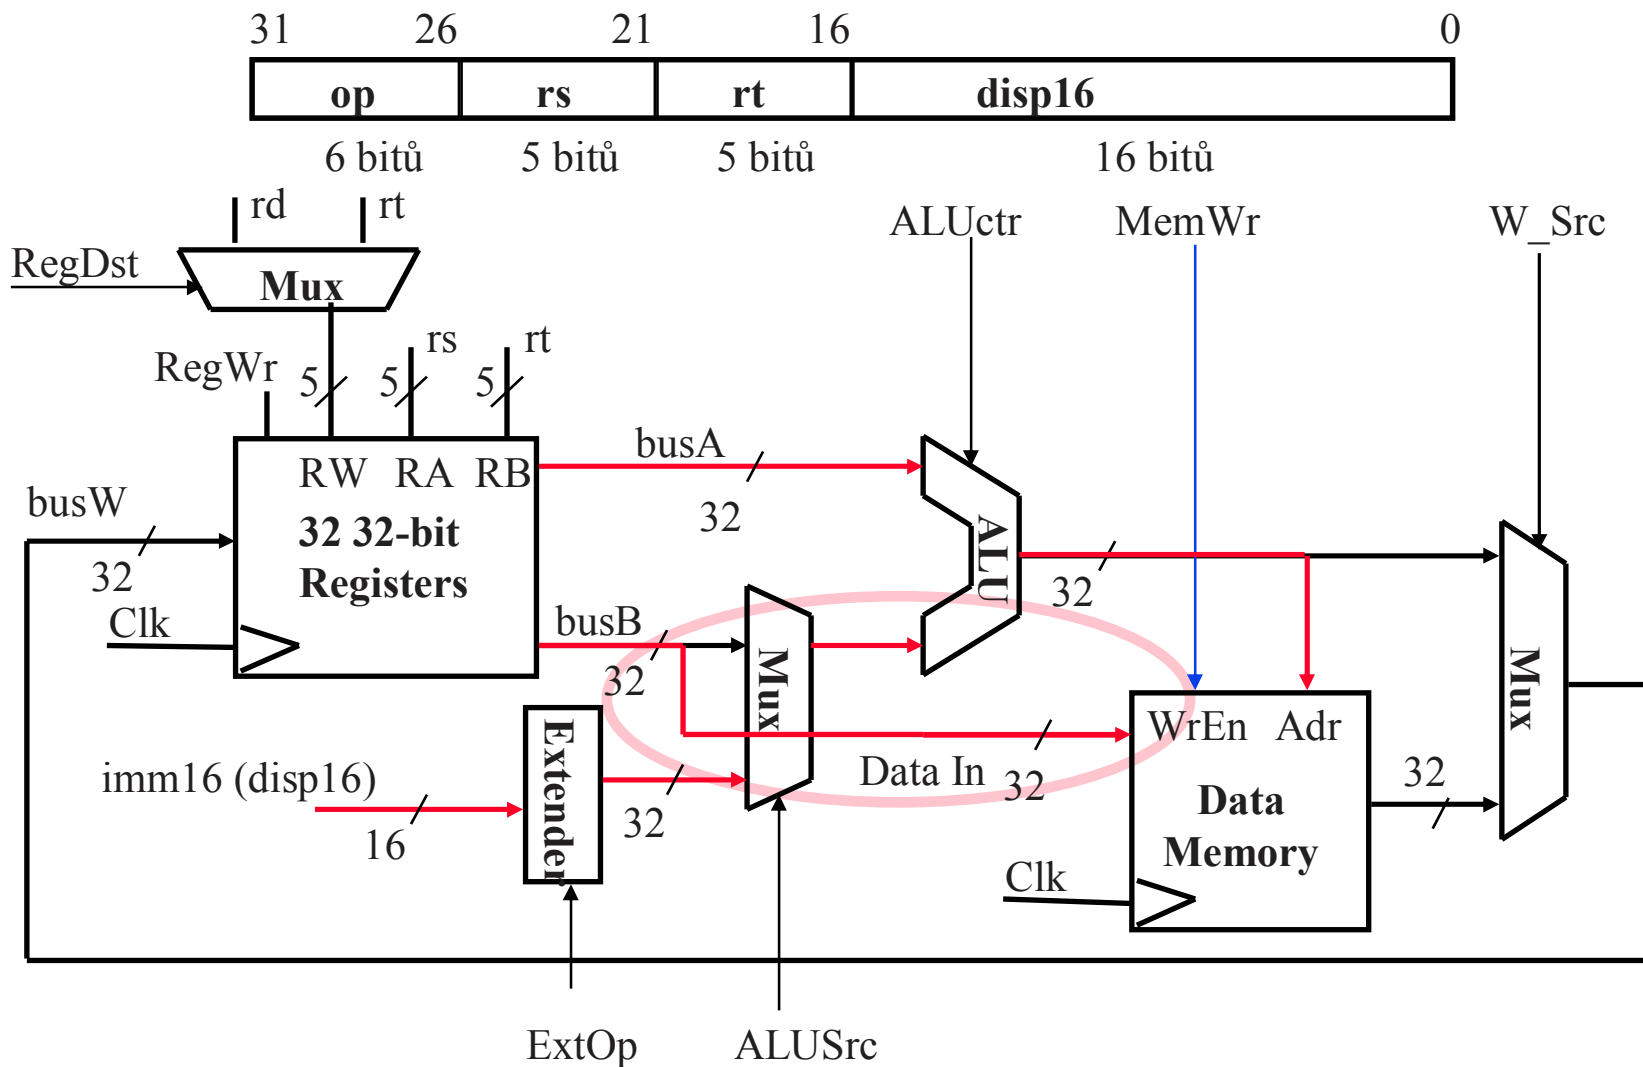 31 26 21 16 0
op rs rt disp16
6 bitů 5 bitů 5 bitů 16 bitů
rd rt
ALUctr MemWr W_Src
RegDst
Mux
rs rt
RegWr
5 5 5
busA
RW RA RB
busW
32
32 32-bit
Registers
ALU
32
32
Clk
busB
32
Mux
Mux
WrEn Adr
Extender
imm16 (disp16)
Data In
32
32
Data
Memory
32
16
Clk
ExtOp ALUSrc